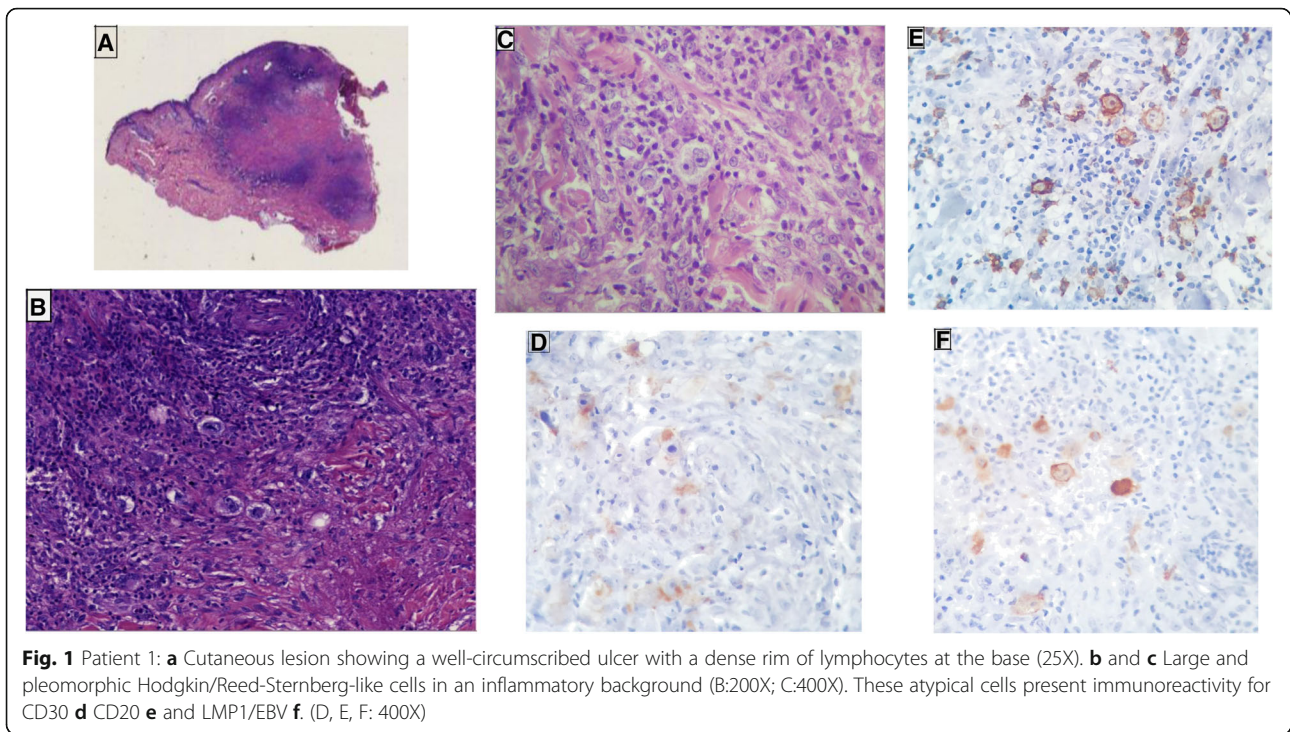 A
C
E
B
D
F
Fig. 1 Patient 1: a Cutaneous lesion showing a well-circumscribed ulcer with a dense rim of lymphocytes at the base (25X). b and c Large and
pleomorphic Hodgkin/Reed-Sternberg-like cells in an inflammatory background (B:200X; C:400X). These atypical cells present immunoreactivity for
CD30 d CD20 e and LMP1/EBV f. (D, E, F: 400X)